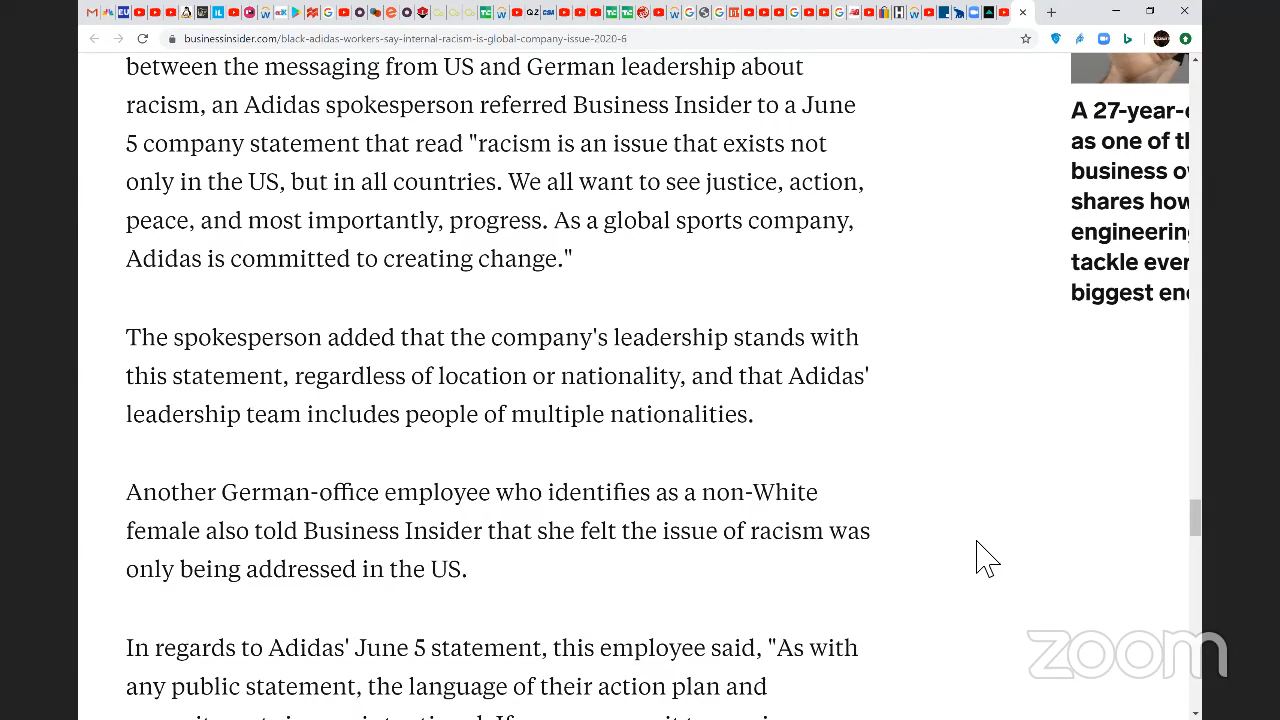 businessinsider.com/black-adidas-workers-say-internal-racism-is-global-company-issue-2020-6
between the messaging from US and German leadership about
racism, an Adidas spokesperson referred Business Insider to a June
5 company statement that read "racism is an issue that exists not
only in the US, but in all countries. We all want to see justice, action,
peace, and most importantly, progress. As a global sports company,
Adidas is committed to creating change."
The spokesperson added that the company's leadership stands with
this statement, regardless of location or nationality, and that Adidas'
leadership team includes people of multiple nationalities.
Another German-office employee who identifies as a non-White
female also told Business Insider that she felt the issue of racism was
only being addressed in the US.
In regards to Adidas' June 5 statement, this employee said, "As with
any public statement, the language of their action plan and
A 27-year-
as one of
business
shares how
engineering
tackle
biggest
zoom